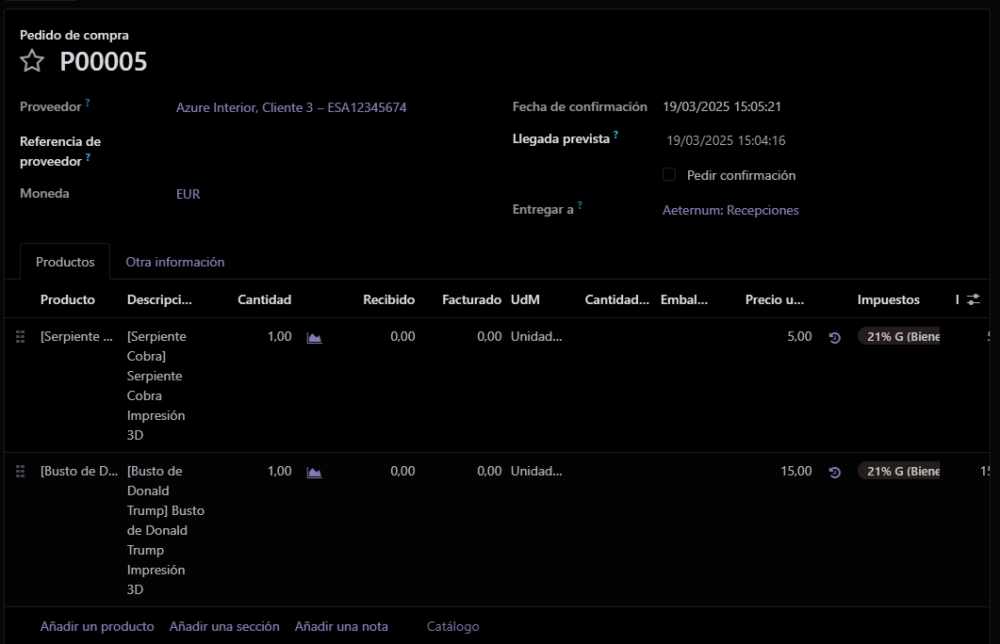 Pedido de compra
P00005
Proveedor ? Azure Interior, Cliente 3 – ESA12345674
Referencia de
proveedor ?
Moneda EUR
Fecha de confirmación 19/03/2025 15:05:21
Llegada prevista ? 19/03/2025 15:04:16
Pedir confirmación
Entregar a ? Aeternum: Recepciones
Productos Otra información
Producto Descripci... Cantidad Recibido Facturado UdM Cantidad... Embal... Precio u... Impuestos I
[Serpiente ... [Serpiente 1,00 0,00 0,00 Unidad... 5,00 21% G (Biene 5
Cobra]
Serpiente
Cobra
Impresión
3D
[Busto de D... [Busto de 1,00 0,00 0,00 Unidad... 15,00 21% G (Biene 15
Donald
Trump] Busto
de Donald
Trump
Impresión
3D
Añadir un producto Añadir una sección Añadir una nota Catálogo